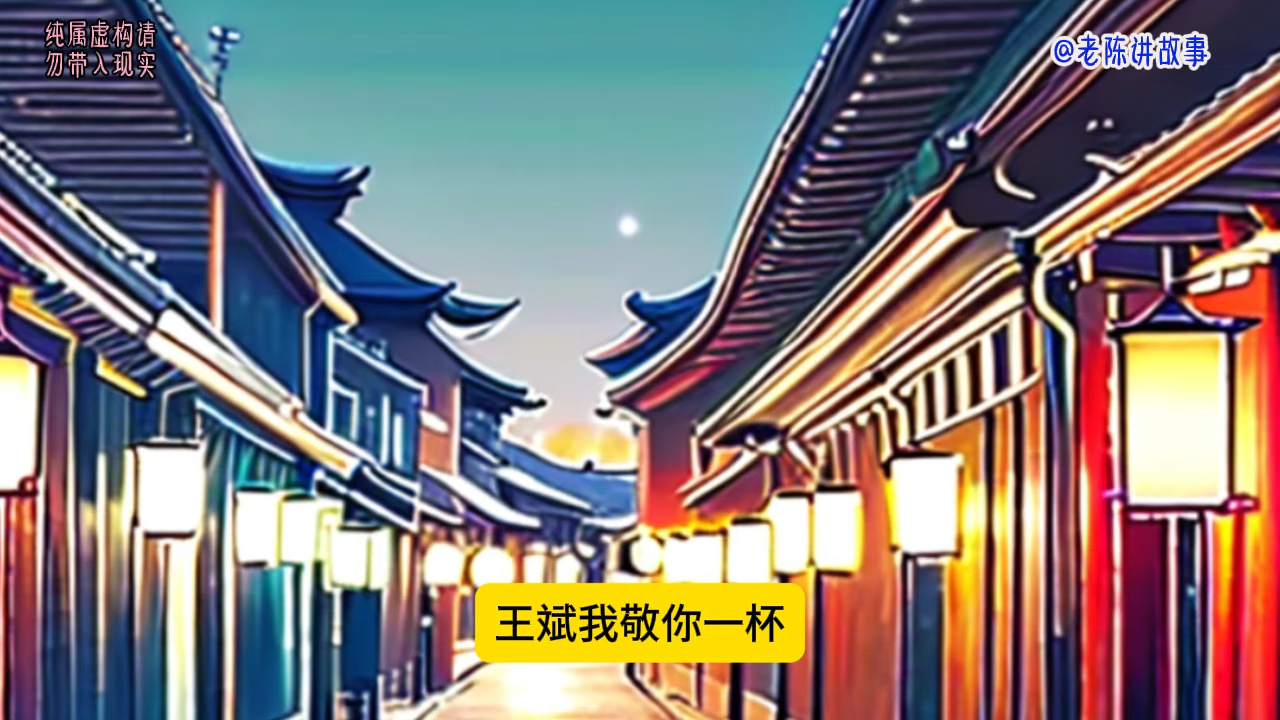 纯属虚构请
勿带入现实
@老陈讲故事
王斌我敬你一杯